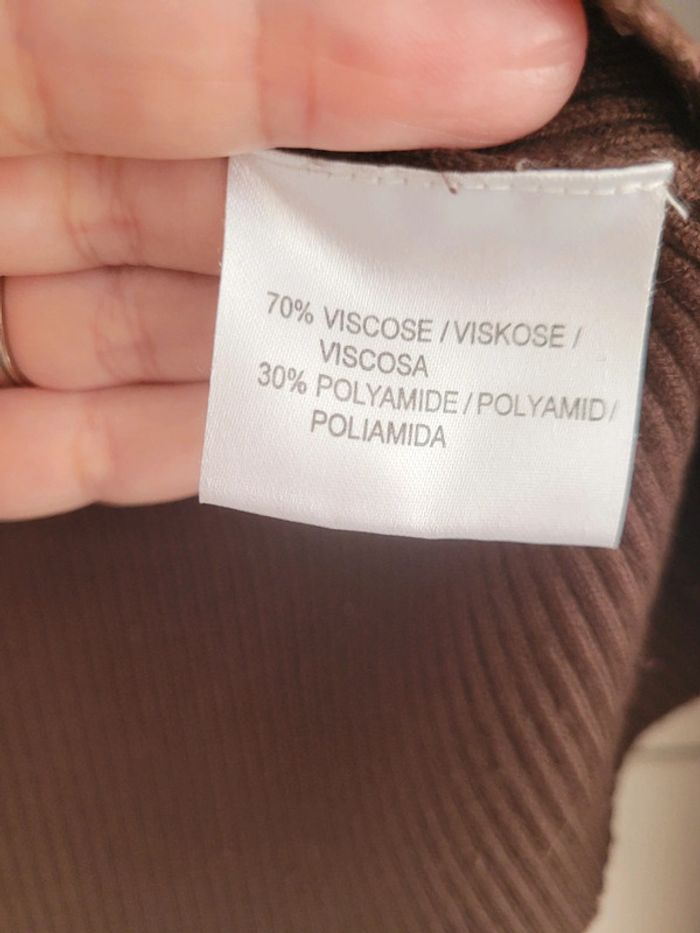 70% VISCOSE / VISKOSE /
VISCOSA
30% POLYAMIDE / POLYAMID /
POLIAMIDA